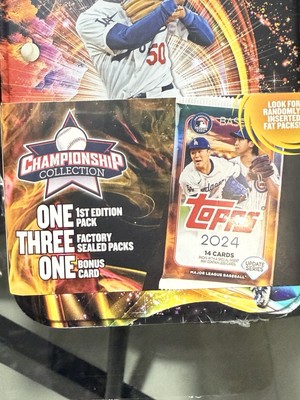 50
LOOK FOR
RANDOMLY
INSERTED
FAT PACKS!
CHAMPIONSHIP
COLLECTION
ONE 1ST EDITION
PACK
THREE FACTORY
SEALED PACKS
ONE BONUS
CARD
BASE
Topps
2024
14 CARDS
UPDATE
SERIES
MAJOR LEAGUE BASEBALL